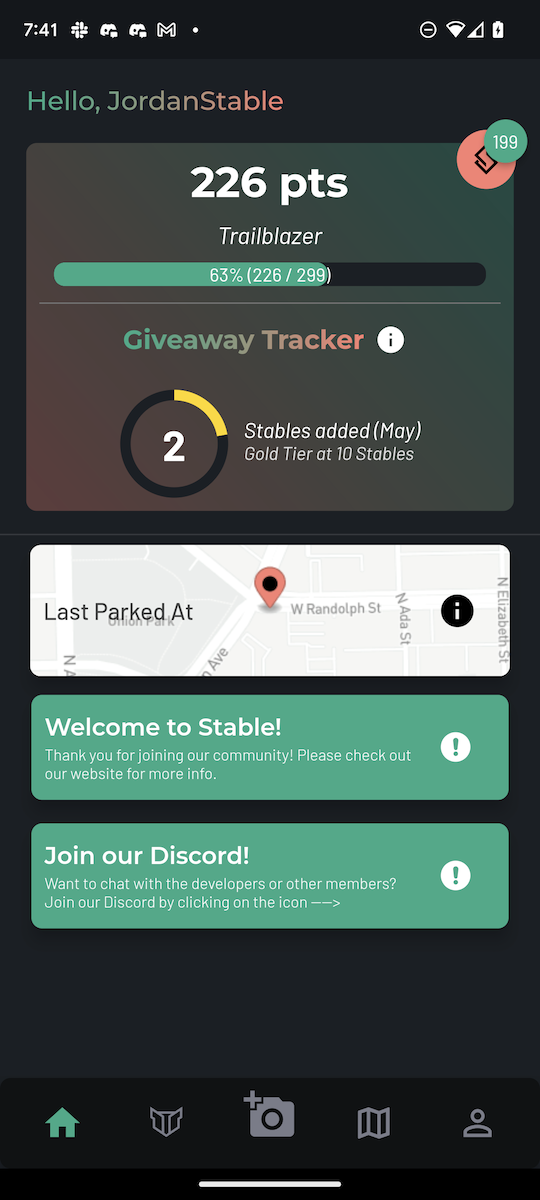 7:41
Hello, JordanStable
199
226 pts
Trailblazer
63% (226 / 299)
Giveaway Tracker
2
Stables added (May)
Gold Tier at 10 Stables
Last Parked At
Union Park
W Randolph St
N Ada St
N Elizabeth St
N A
n Ave
Welcome to Stable!
Thank you for joining our community! Please check out
our website for more info.
Join our Discord!
Want to chat with the developers or other members?
Join our Discord by clicking on the icon --->